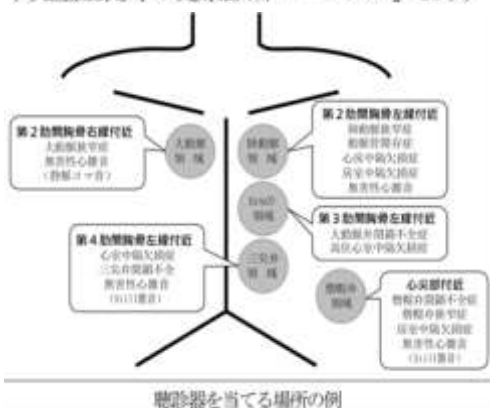 第2肋間胸骨右縁付近
大動脈狭窄症
無害性心雑音
(静脈コマ音)
大動脈
領域
肺動脈
領域
第2肋間胸骨左縁付近
肺動脈狭窄症
動脈管開存症
心房中隔欠損症
房室中隔欠損症
無害性心雑音
領域
第3肋間胸骨左縁付近
大動脈弁閉鎖不全症
高位心室中隔欠損症
第4肋間胸骨左縁付近
心室中隔欠損症
三尖弁閉鎖不全
無害性心雑音
(Still雑音)
三尖弁
領域
僧帽弁
領域
心尖部付近
僧帽弁閉鎖不全症
僧帽弁狭窄症
房室中隔欠損症
無害性心雑音
(Still雑音)
聴診器を当てる場所の例